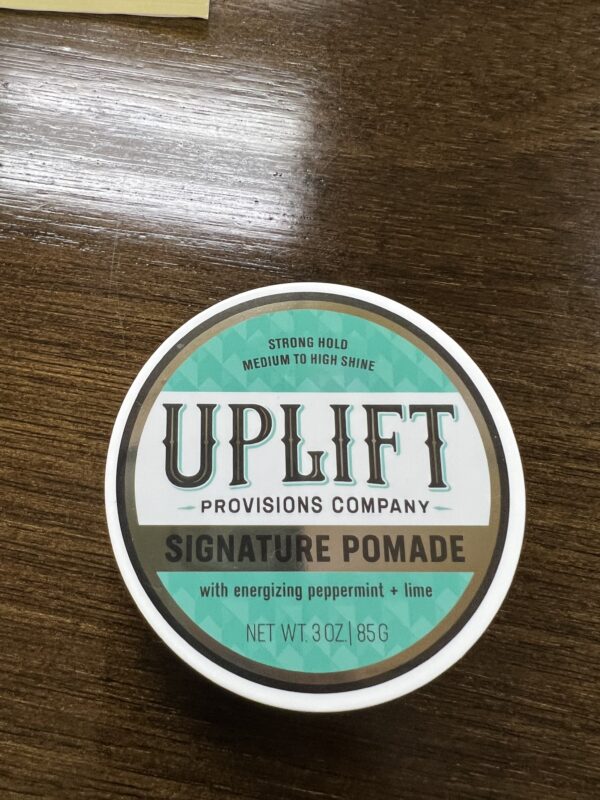 STRONG HOLD
MEDIUM TO HIGH SHINE
UPLIFT
PROVISIONS COMPANY
SIGNATURE POMADE
with energizing peppermint + lime
NET WT. 3 OZ. | 85 G